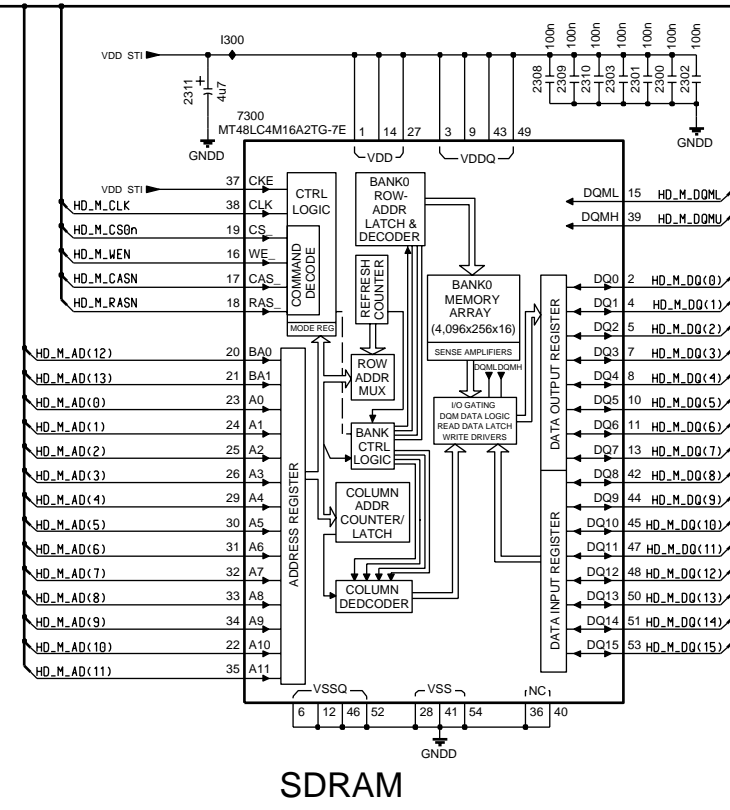 VDD STI
I300
2311
4u7
GNDD
100n 100n 100n 100n 100n 100n 100n
2308 2309 2310 2303 2301 2300 2302
GNDD
7300
MT48LC4M16A2TG-7E
1 14 27 3 9 43 49
VDD VDDQ
VDD STI 37 CKE
HD_M_CLK 38 CLK
HD_M_CS0n 19 CS_
HD_M_WEN 16 WE_
HD_M_CASN 17 CAS_
HD_M_RASN 18 RAS_
CTRL
LOGIC
COMMAND
DECODE
MODE REG
BANK0
ROW-
ADDR
LATCH &
DECODER
REFRESH
COUNTER
ROW
ADDR
MUX
BANK0
MEMORY
ARRAY
(4,096x256x16)
SENSE AMPLIFIERS
DQML DQMH
I/O GATING
DQM DATA LOGIC
READ DATA LATCH
WRITE DRIVERS
BANK
CTRL
LOGIC
COLUMN
ADDR
COUNTER/
LATCH
COLUMN
DEDCODER
ADDRESS REGISTER
DATA OUTPUT REGISTER
DATA INPUT REGISTER
HD_M_AD(12) 20 BA0
HD_M_AD(13) 21 BA1
HD_M_AD(0) 23 A0
HD_M_AD(1) 24 A1
HD_M_AD(2) 25 A2
HD_M_AD(3) 26 A3
HD_M_AD(4) 29 A4
HD_M_AD(5) 30 A5
HD_M_AD(6) 31 A6
HD_M_AD(7) 32 A7
HD_M_AD(8) 33 A8
HD_M_AD(9) 34 A9
HD_M_AD(10) 22 A10
HD_M_AD(11) 35 A11
DQML 15 HD_M_DQML
DQMH 39 HD_M_DQMU
DQ0 2 HD_M_DQ(0)
DQ1 4 HD_M_DQ(1)
DQ2 5 HD_M_DQ(2)
DQ3 7 HD_M_DQ(3)
DQ4 8 HD_M_DQ(4)
DQ5 10 HD_M_DQ(5)
DQ6 11 HD_M_DQ(6)
DQ7 13 HD_M_DQ(7)
DQ8 42 HD_M_DQ(8)
DQ9 44 HD_M_DQ(9)
DQ10 45 HD_M_DQ(10)
DQ11 47 HD_M_DQ(11)
DQ12 48 HD_M_DQ(12)
DQ13 50 HD_M_DQ(13)
DQ14 51 HD_M_DQ(14)
DQ15 53 HD_M_DQ(15)
VSSQ VSS NC
6 12 46 52 28 41 54 36 40
GNDD
SDRAM